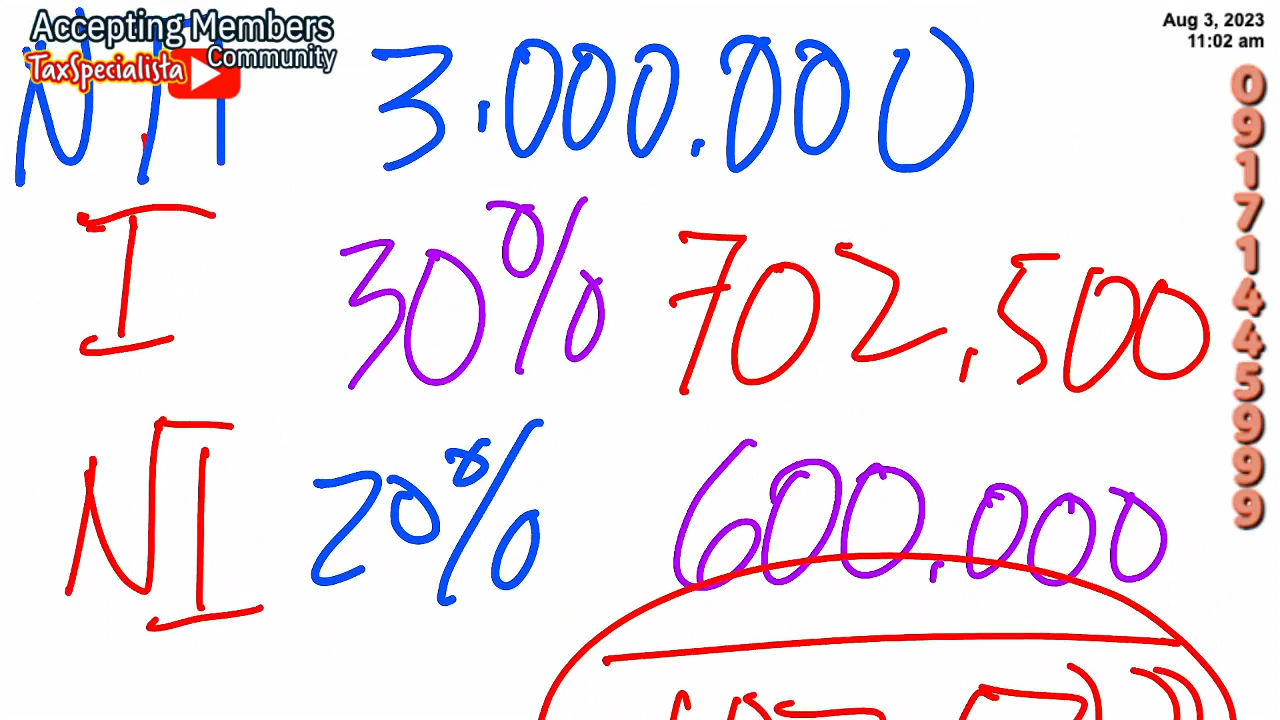 Accepting Members
Community
TaxSpecialista
Aug 3, 2023
11:02 am
09171445999
3,000,000
I 30% 702,500
NI 20% 600,000